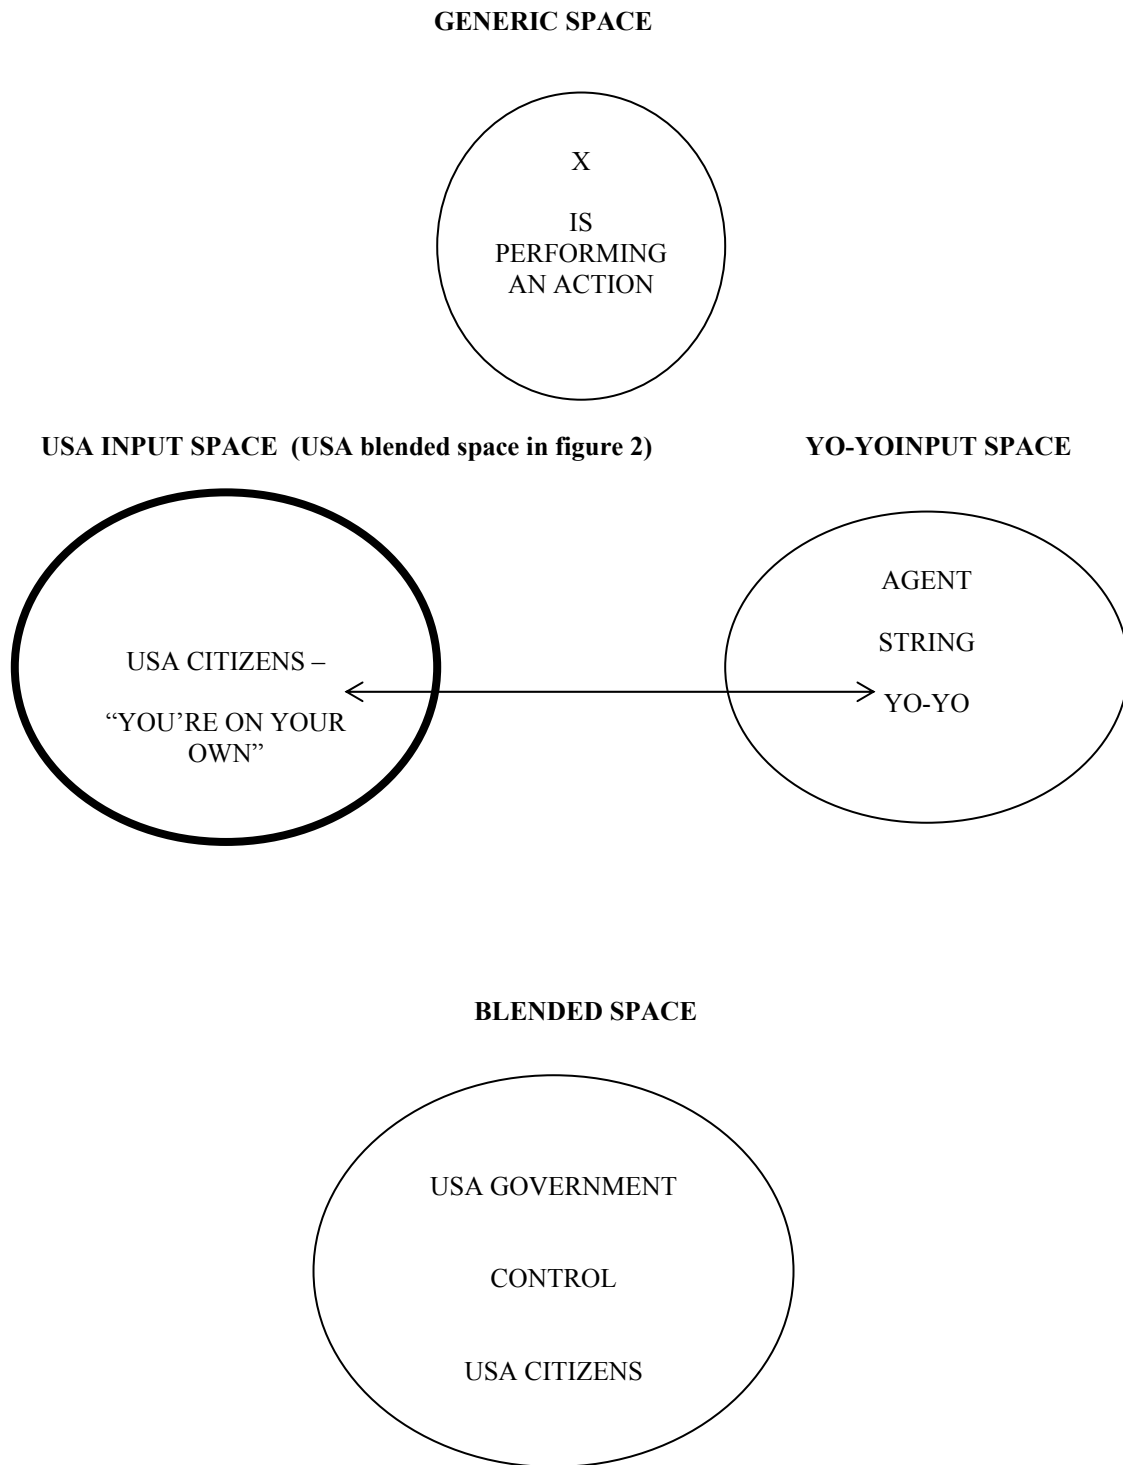 GENERIC SPACE
X
IS
PERFORMING
AN ACTION
USA INPUT SPACE (USA blended space in figure 2)
YO-YOINPUT SPACE
USA CITIZENS –
“YOU’RE ON YOUR
OWN”
AGENT
STRING
YO-YO
BLENDED SPACE
USA GOVERNMENT
CONTROL
USA CITIZENS